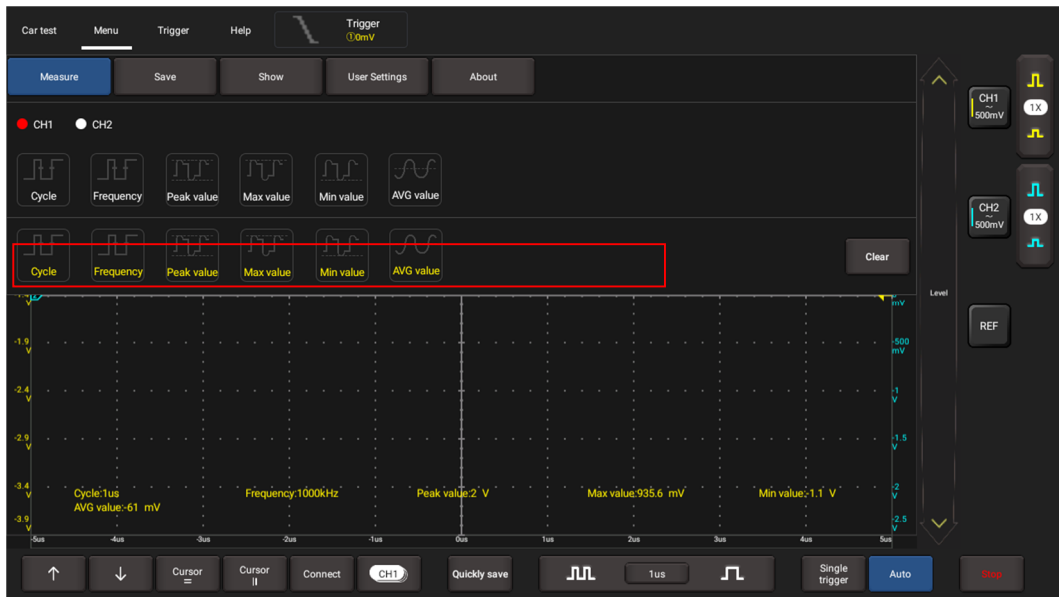 Car test Menu Trigger Help Trigger
①0mV
Measure Save Show User Settings About
CH1 CH2
Cycle Frequency Peak value Max value Min value AVG value
Cycle Frequency Peak value Max value Min value AVG value Clear
CH1
~
500mV
1X
CH2
~
500mV
1X
Level
REF
V mV
-1.9 -500
V mV
-2.4 -1
V V
-2.9 -1.5
V V
-3.4 -2
V V
Cycle:1us Frequency:1000kHz Peak value:2 V Max value:935.6 mV Min value:-1.1 V
AVG value:-61 mV
-3.9 -2.5
V V
-5us -4us -3us -2us -1us 0us 1us 2us 3us 4us 5us
↑ ↓ Cursor = Cursor II Connect CH1 Quickly save 1us Single trigger Auto Stop